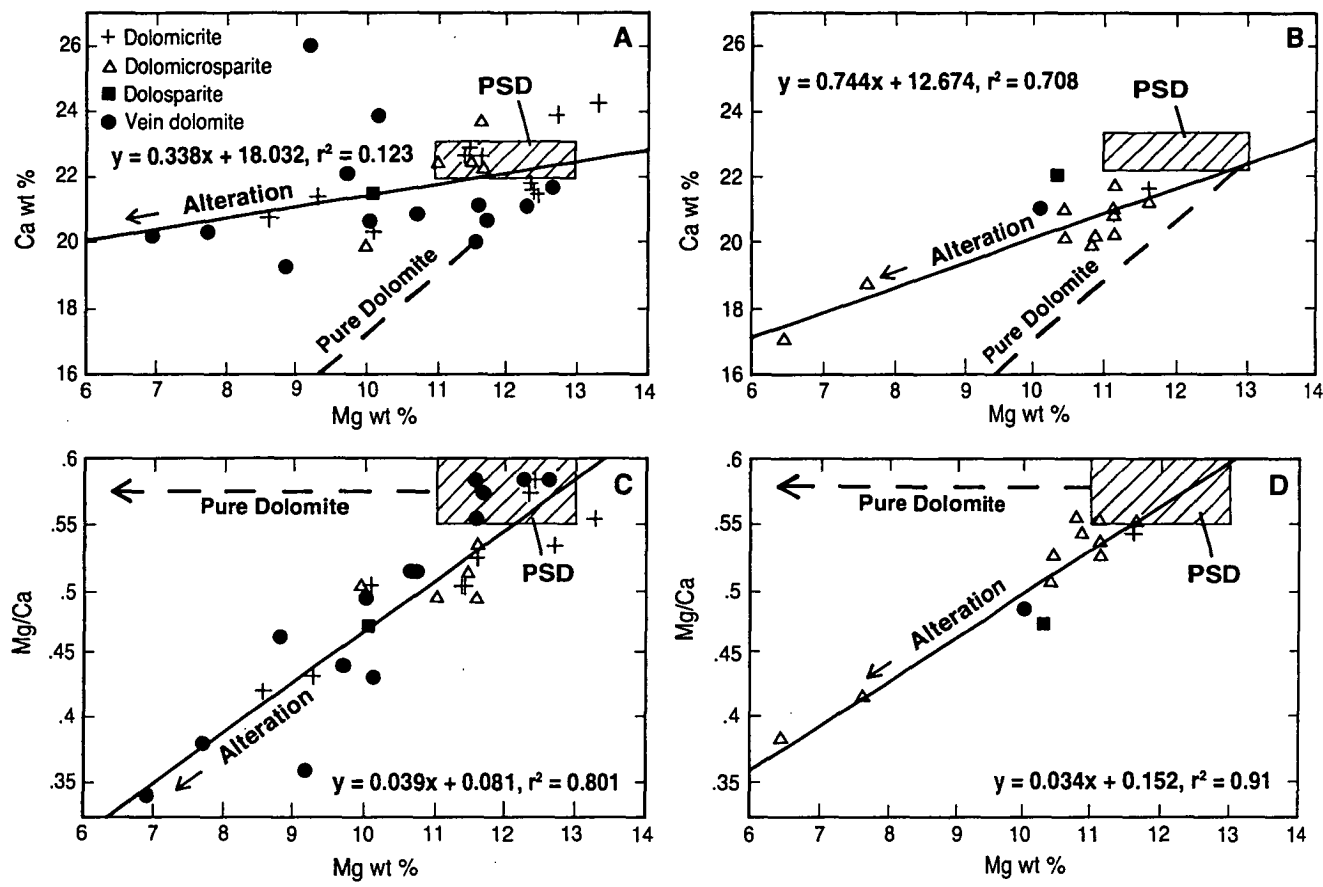 A
+ Dolomicrite
△ Dolomicrosparite
■ Dolosparite
● Vein dolomite
PSD
y = 0.338x + 18.032, r² = 0.123
Alteration
Pure Dolomite
26
24
22
20
18
16
Ca wt %
6 7 8 9 10 11 12 13 14
Mg wt %
B
y = 0.744x + 12.674, r² = 0.708
PSD
Alteration
Pure Dolomite
26
24
22
20
18
16
Ca wt %
6 7 8 9 10 11 12 13 14
Mg wt %
C
Pure Dolomite
PSD
Alteration
y = 0.039x + 0.081, r² = 0.801
.6
.55
.5
.45
.4
.35
Mg/Ca
6 7 8 9 10 11 12 13 14
Mg wt %
D
Pure Dolomite
PSD
Alteration
y = 0.034x + 0.152, r² = 0.91
.6
.55
.5
.45
.4
.35
Mg/Ca
6 7 8 9 10 11 12 13 14
Mg wt %